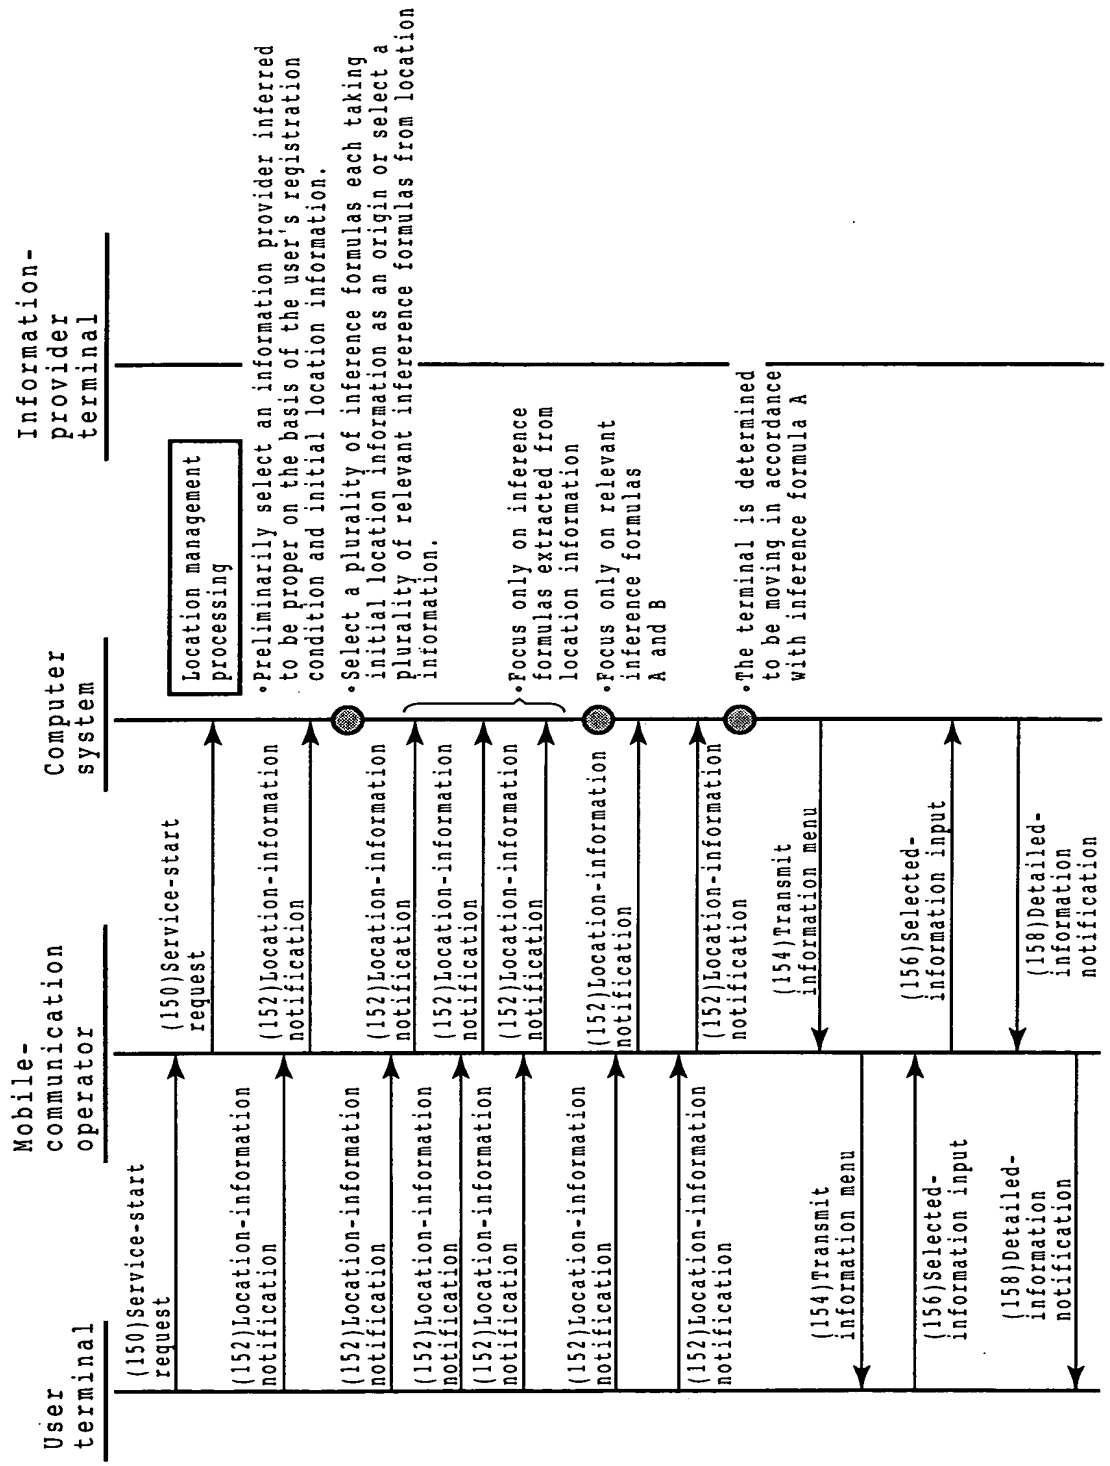 User
terminal
Mobile-
communication
operator
Computer
system
Information-
provider
terminal
(150)Service-start
request
(150)Service-start
request
Location management
processing
(152)Location-information
notification
(152)Location-information
notification
•Preliminarily select an information provider inferred
to be proper on the basis of the user's registration
condition and initial location information.
•Select a plurality of inference formulas each taking
initial location information as an origin or select a
plurality of relevant inference formulas from location
information.
(152)Location-information
notification
(152)Location-information
notification
(152)Location-information
notification
(152)Location-information
notification
(152)Location-information
notification
(152)Location-information
notification
•Focus only on inference
formulas extracted from
location information
(152)Location-information
notification
(152)Location-information
notification
•Focus only on relevant
inference formulas
A and B
(152)Location-information
notification
(152)Location-information
notification
•The terminal is determined
to be moving in accordance
with inference formula A
(154)Transmit
information menu
(154)Transmit
information menu
(156)Selected-
information input
(156)Selected-
information input
(158)Detailed-
information
notification
(158)Detailed-
information
notification